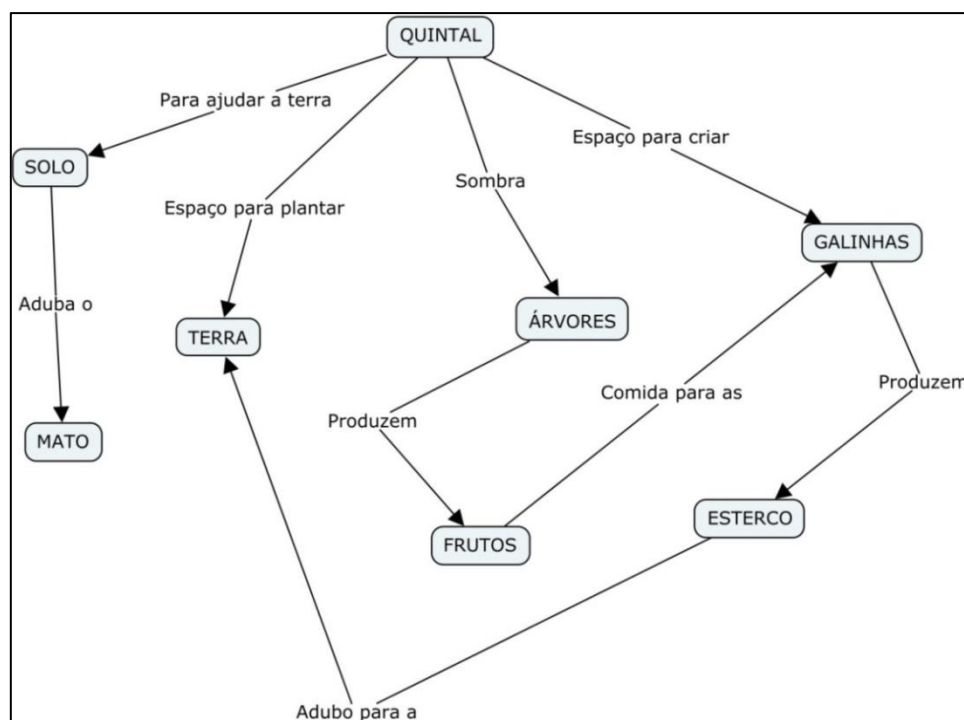 QUINTAL
Para ajudar a terra
Espaço para criar
SOLO
Sombra
Espaço para plantar
GALINHAS
Aduba o
ÁRVORES
TERRA
Produzem
Comida para as
Produzem
MATO
ESTERCO
FRUTOS
Adubo para a